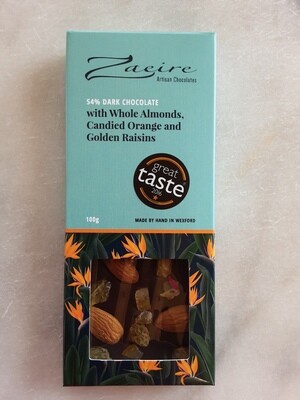 Zaeire
Artisan Chocolates
54% DARK CHOCOLATE
with Whole Almonds,
Candied Orange and
Golden Raisins
great
taste
2016
100g
MADE BY HAND IN WEXFORD